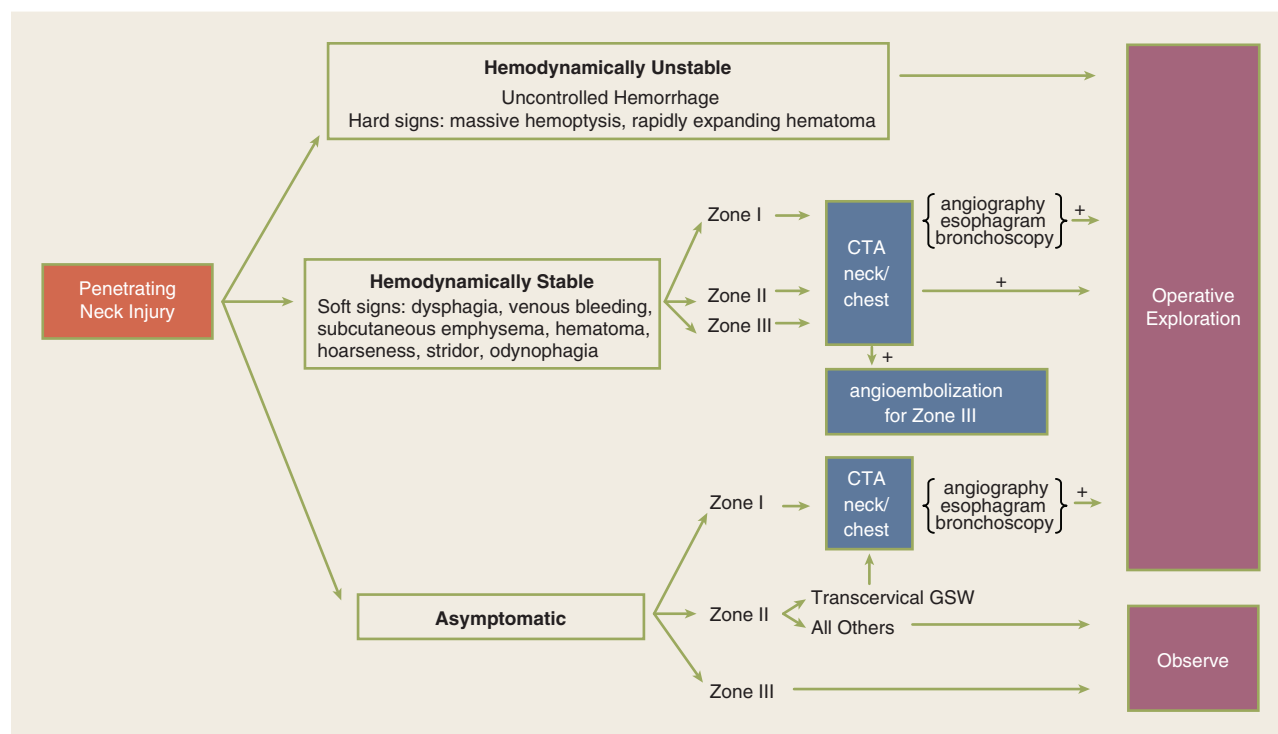 Penetrating
Neck Injury
Hemodynamically Unstable
Uncontrolled Hemorrhage
Hard signs: massive hemoptysis, rapidly expanding hematoma
Hemodynamically Stable
Soft signs: dysphagia, venous bleeding,
subcutaneous emphysema, hematoma,
hoarseness, stridor, odynophagia
Zone I
Zone II
Zone III
CTA
neck/
chest
angiography
esophagram
bronchoscopy
+
+
+
angioembolization
for Zone III
Operative
Exploration
Asymptomatic
Zone I
CTA
neck/
chest
angiography
esophagram
bronchoscopy
+
Zone II
Transcervical GSW
All Others
Zone III
Observe